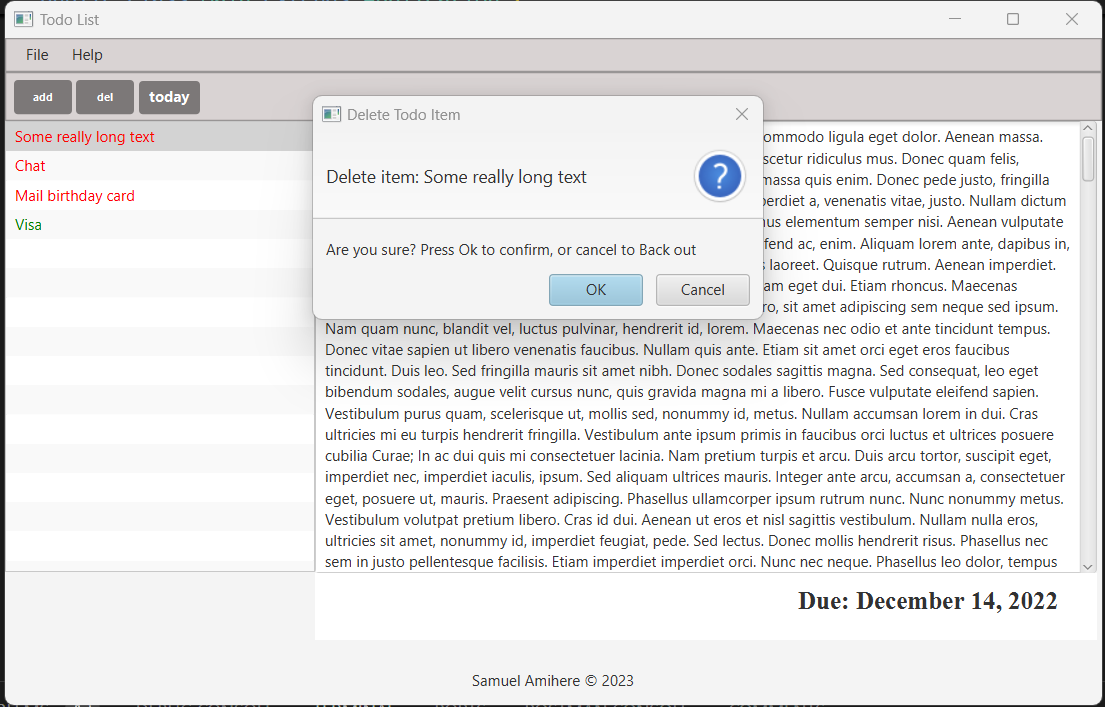 Todo List
File Help
add del today
Delete Todo Item
Delete item: Some really long text
Are you sure? Press Ok to confirm, or cancel to Back out
OK Cancel
Some really long text
Chat
Mail birthday card
Visa
ommodo ligula eget dolor. Aenean massa.
scetur ridiculus mus. Donec quam felis,
massa quis enim. Donec pede justo, fringilla
perdiet a, venenatis vitae, justo. Nullam dictum
us elementum semper nisi. Aenean vulputate
fend ac, enim. Aliquam lorem ante, dapibus in,
laoreet. Quisque rutrum. Aenean imperdiet.
am eget dui. Etiam rhoncus. Maecenas
ro, sit amet adipiscing sem neque sed ipsum.
Nam quam nunc, blandit vel, luctus pulvinar, hendrerit id, lorem. Maecenas nec odio et ante tincidunt tempus.
Donec vitae sapien ut libero venenatis faucibus. Nullam quis ante. Etiam sit amet orci eget eros faucibus
tincidunt. Duis leo. Sed fringilla mauris sit amet nibh. Donec sodales sagittis magna. Sed consequat, leo eget
bibendum sodales, augue velit cursus nunc, quis gravida magna mi a libero. Fusce vulputate eleifend sapien.
Vestibulum purus quam, scelerisque ut, mollis sed, nonummy id, metus. Nullam accumsan lorem in dui. Cras
ultricies mi eu turpis hendrerit fringilla. Vestibulum ante ipsum primis in faucibus orci luctus et ultrices posuere
cubilia Curae; In ac dui quis mi consectetuer lacinia. Nam pretium turpis et arcu. Duis arcu tortor, suscipit eget,
imperdiet nec, imperdiet iaculis, ipsum. Sed aliquam ultrices mauris. Integer ante arcu, accumsan a, consectetuer
eget, posuere ut, mauris. Praesent adipiscing. Phasellus ullamcorper ipsum rutrum nunc. Nunc nonummy metus.
Vestibulum volutpat pretium libero. Cras id dui. Aenean ut eros et nisl sagittis vestibulum. Nullam nulla eros,
ultricies sit amet, nonummy id, imperdiet feugiat, pede. Sed lectus. Donec mollis hendrerit risus. Phasellus nec
sem in justo pellentesque facilisis. Etiam imperdiet imperdiet orci. Nunc nec neque. Phasellus leo dolor, tempus
Due: December 14, 2022
Samuel Amihere © 2023